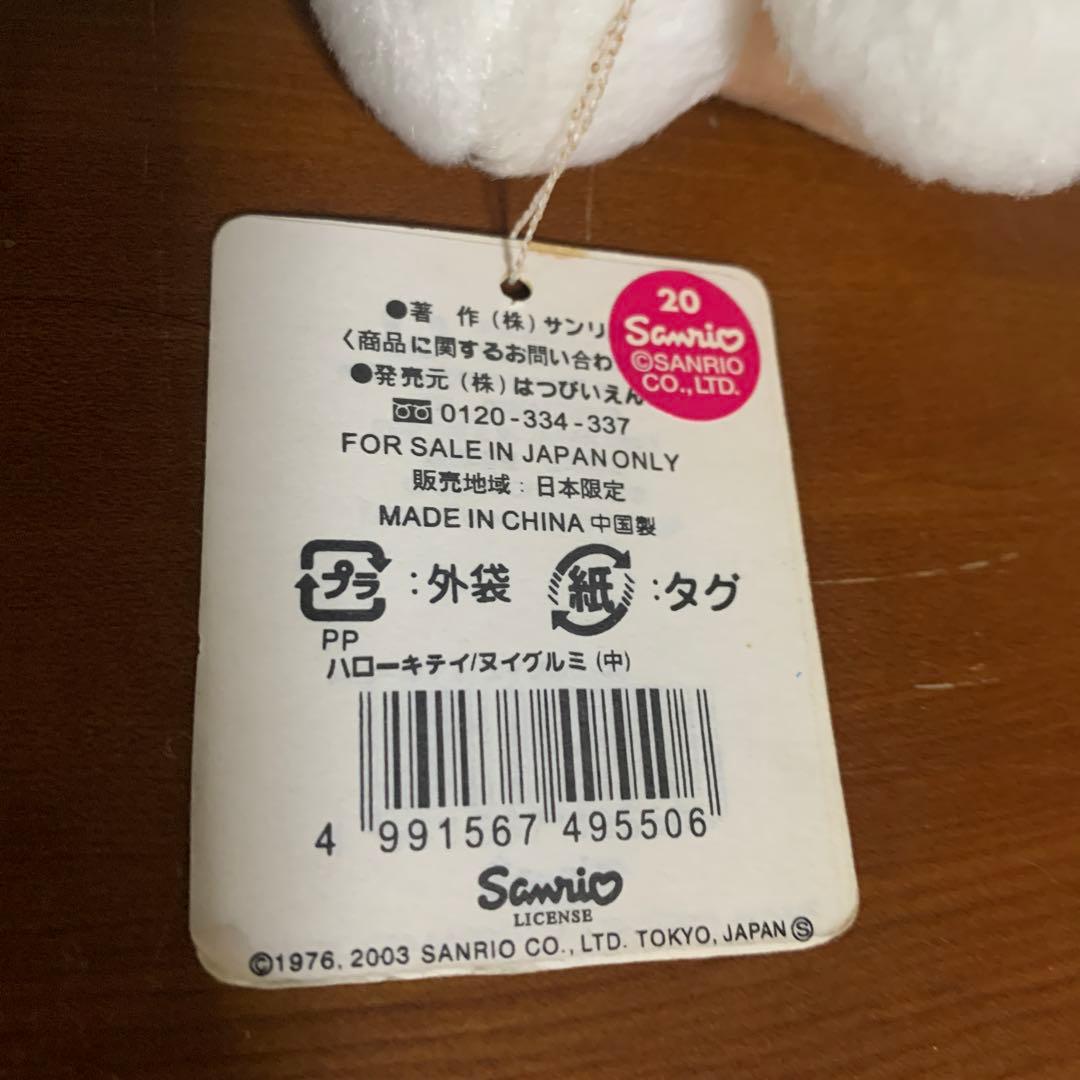 ●著 作(株)サンリ
20
Sanrio
©SANRIO
CO.,LTD.
〈商品に関するお問い合わ
●発売元(株)はつぴいえん
0120-334-337
FOR SALE IN JAPAN ONLY
販売地域:日本限定
MADE IN CHINA 中国製
プラ :外袋 紙 :タグ
PP
ハローキテイ/ヌイグルミ(中)
4 991567 495506
Sanrio
LICENSE
©1976, 2003 SANRIO CO., LTD. TOKYO, JAPAN Ⓢ